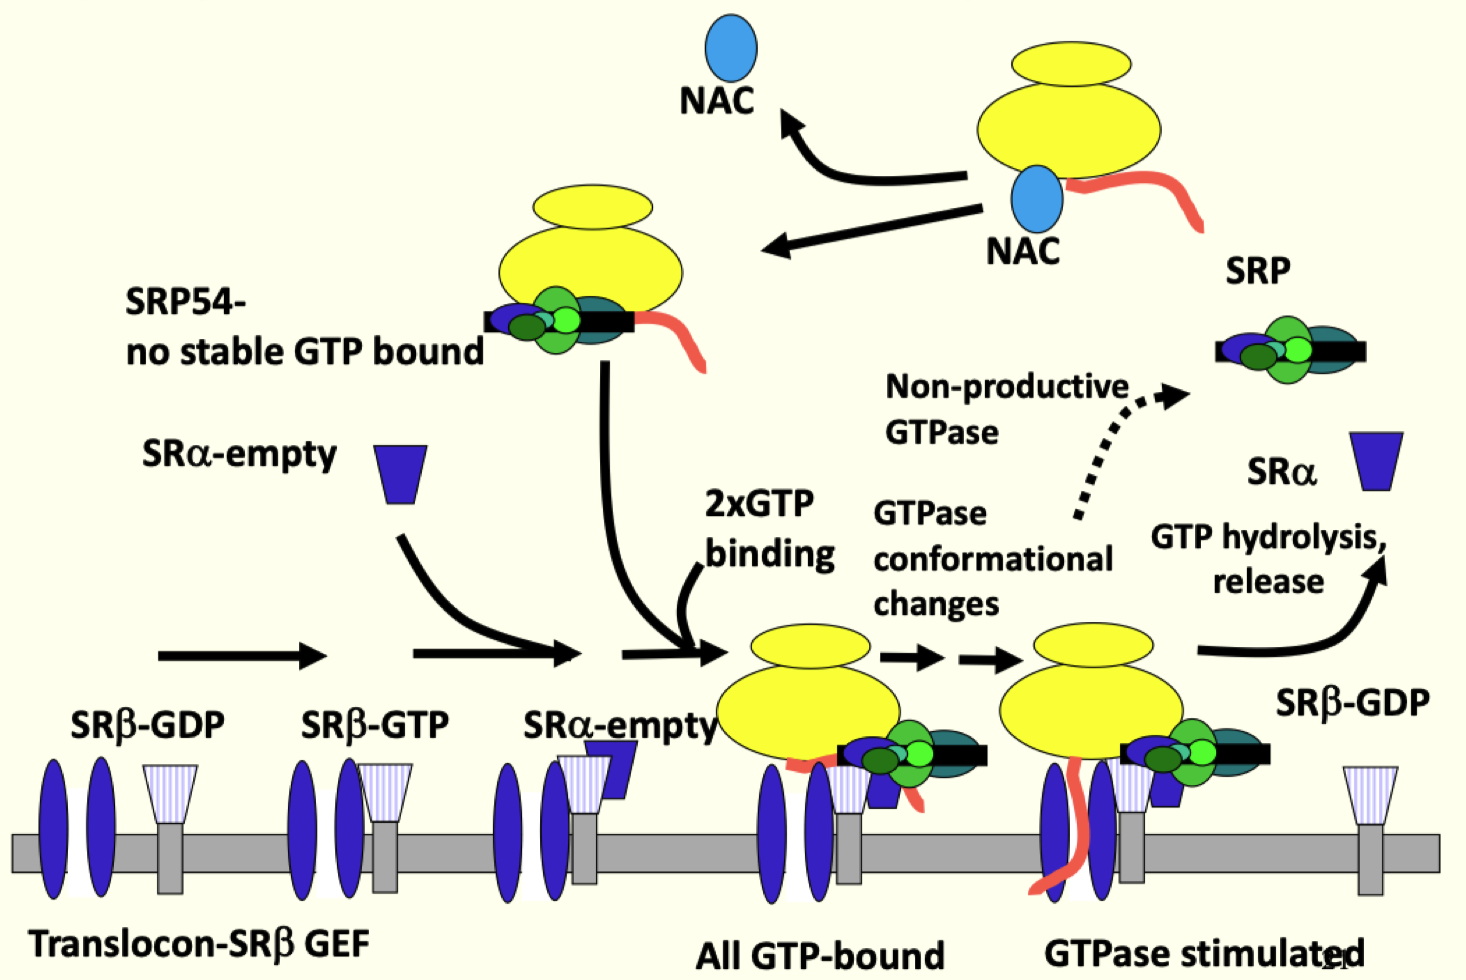 NAC
NAC
SRP
SRP54-
no stable GTP bound
Non-productive
GTPase
SRα-empty
SRα
2xGTP
binding
GTPase
conformational
changes
GTP hydrolysis,
release
SRβ-GDP
SRβ-GTP
SRα-empty
SRβ-GDP
Translocon-SRβ GEF
All GTP-bound
GTPase stimulated